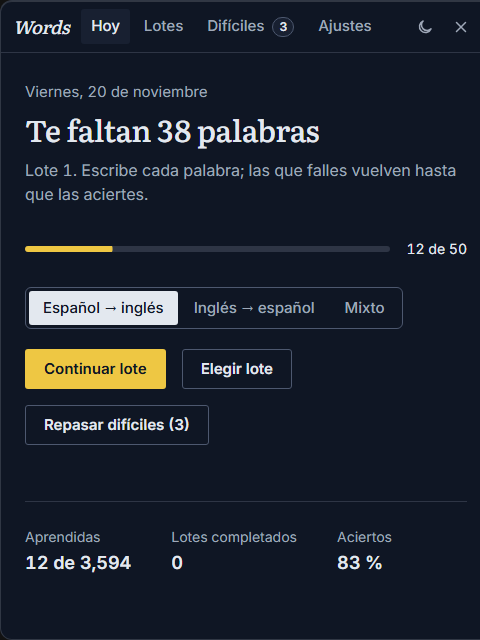 Words Hoy Lotes Difíciles 3 Ajustes
Viernes, 20 de noviembre
Te faltan 38 palabras
Lote 1. Escribe cada palabra; las que falles vuelven hasta
que las aciertes.
12 de 50
Español → inglés Inglés → español Mixto
Continuar lote Elegir lote
Repasar difíciles (3)
Aprendidas Lotes completados Aciertos
12 de 3,594 0 83 %